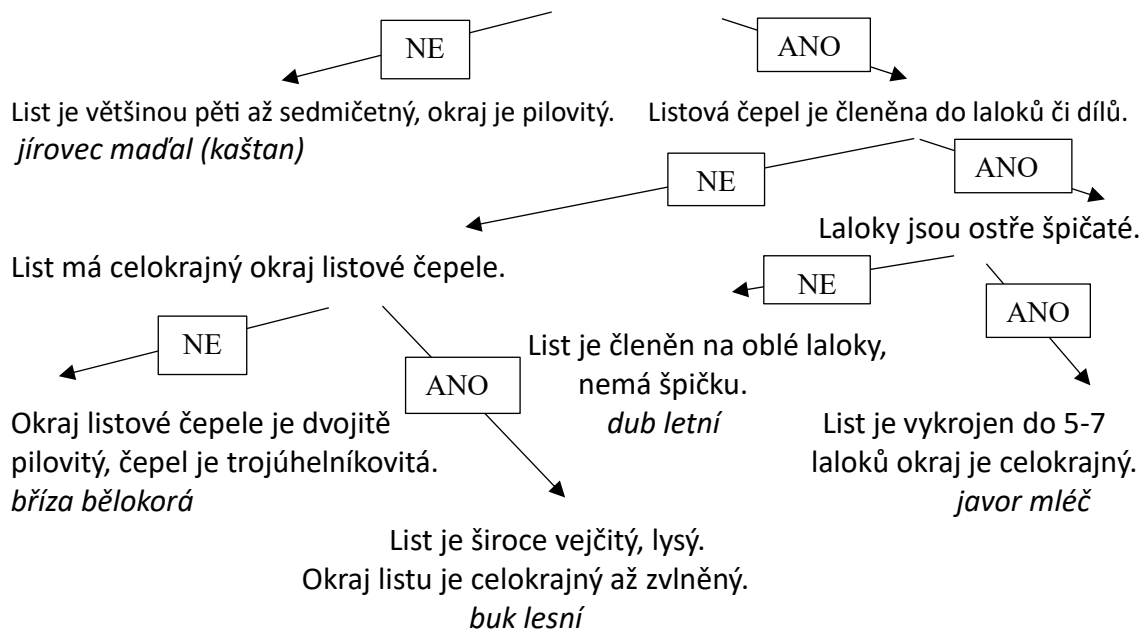 NE
ANO
List je většinou pěti až sedmičetný, okraj je pilovitý.
jírovec maďal (kaštan)
Listová čepel je členěna do laloků či dílů.
NE
ANO
Laloky jsou ostře špičaté.
List má celokrajný okraj listové čepele.
NE
ANO
NE
ANO
List je členěn na oblé laloky,
nemá špičku.
dub letní
Okraj listové čepele je dvojitě
pilovitý, čepel je trojúhelníkovitá.
bříza bělokorá
List je vykrojen do 5-7
laloků okraj je celokrajný.
javor mléč
List je široce vejčitý, lysý.
Okraj listu je celokrajný až zvlněný.
buk lesní